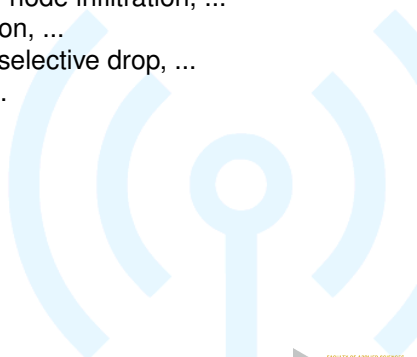 node infiltration, ...
on, ...
selective drop, ...
.